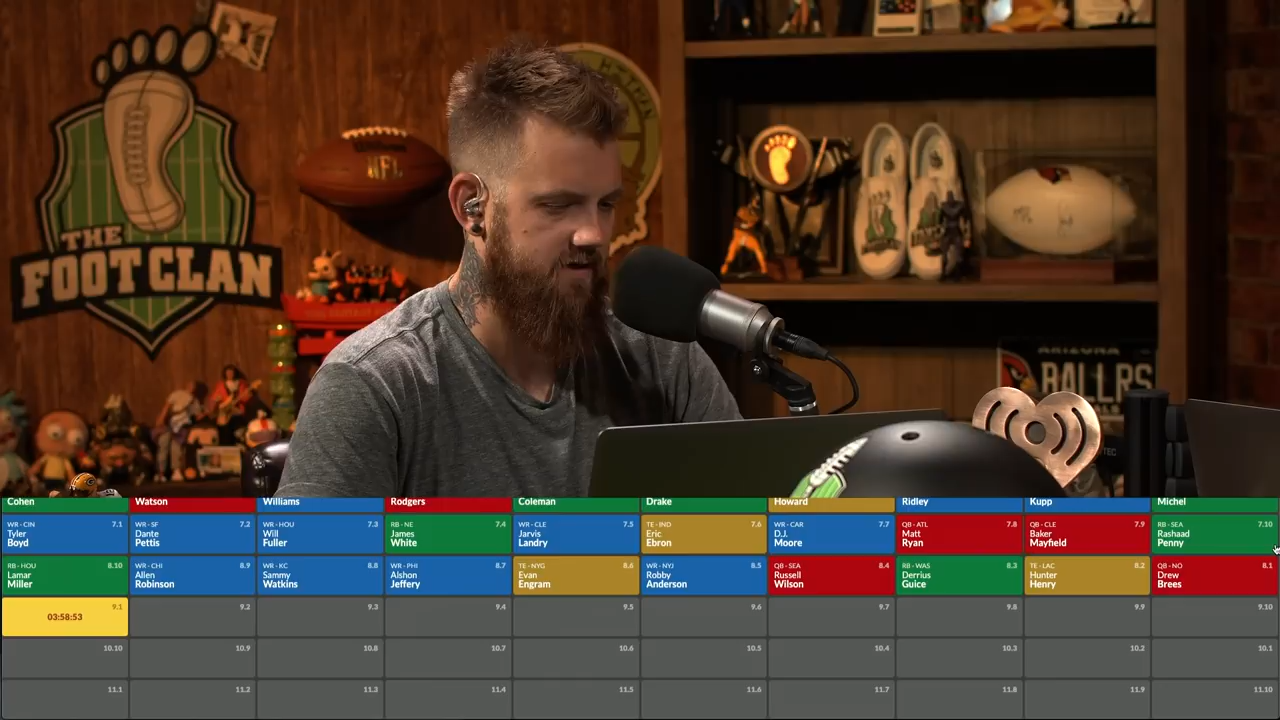 THE
FOOT CLAN
NFL
ARIZONA
BALLRS
Cohen
Watson
Williams
Rodgers
Coleman
Drake
Howard
Ridley
Kupp
Michel
WR - CIN 7.1
Tyler
Boyd
WR - SF 7.2
Dante
Pettis
WR - HOU 7.3
Will
Fuller
RB - NE 7.4
James
White
WR - CLE 7.5
Jarvis
Landry
TE - IND 7.6
Eric
Ebron
WR - CAR 7.7
D.J.
Moore
QB - ATL 7.8
Matt
Ryan
QB - CLE 7.9
Baker
Mayfield
RB - SEA 7.10
Rashaad
Penny
RB - HOU 8.10
Lamar
Miller
WR - CHI 8.9
Allen
Robinson
WR - KC 8.8
Sammy
Watkins
WR - PHI 8.7
Alshon
Jeffery
TE - NYG 8.6
Evan
Engram
WR - NYJ 8.5
Robby
Anderson
QB - SEA 8.4
Russell
Wilson
RB - WAS 8.3
Derrius
Guice
TE - LAC 8.2
Hunter
Henry
QB - NO 8.1
Drew
Brees
9.1
03:58:53
9.2
9.3
9.4
9.5
9.6
9.7
9.8
9.9
9.10
10.10
10.9
10.8
10.7
10.6
10.5
10.4
10.3
10.2
10.1
11.1
11.2
11.3
11.4
11.5
11.6
11.7
11.8
11.9
11.10